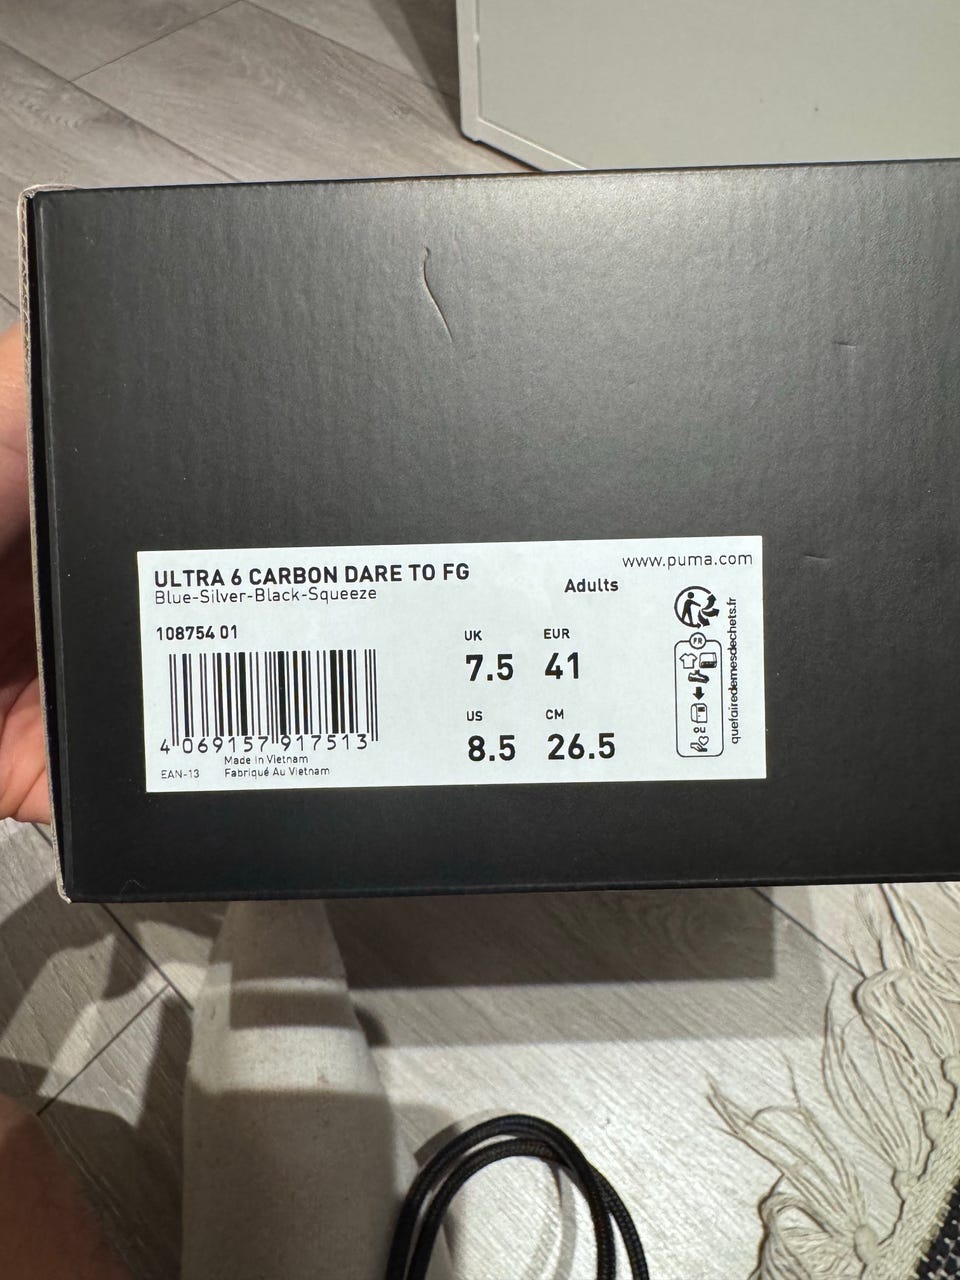 ULTRA 6 CARBON DARE TO FG
Blue-Silver-Black-Squeeze
www.puma.com
Adults
108754 01
UK
EUR
7.5
41
US
CM
8.5
26.5
4 069157 917513
Made in Vietnam
EAN-13
Fabriqué Au Vietnam
FR
quefairedemesdechets.fr